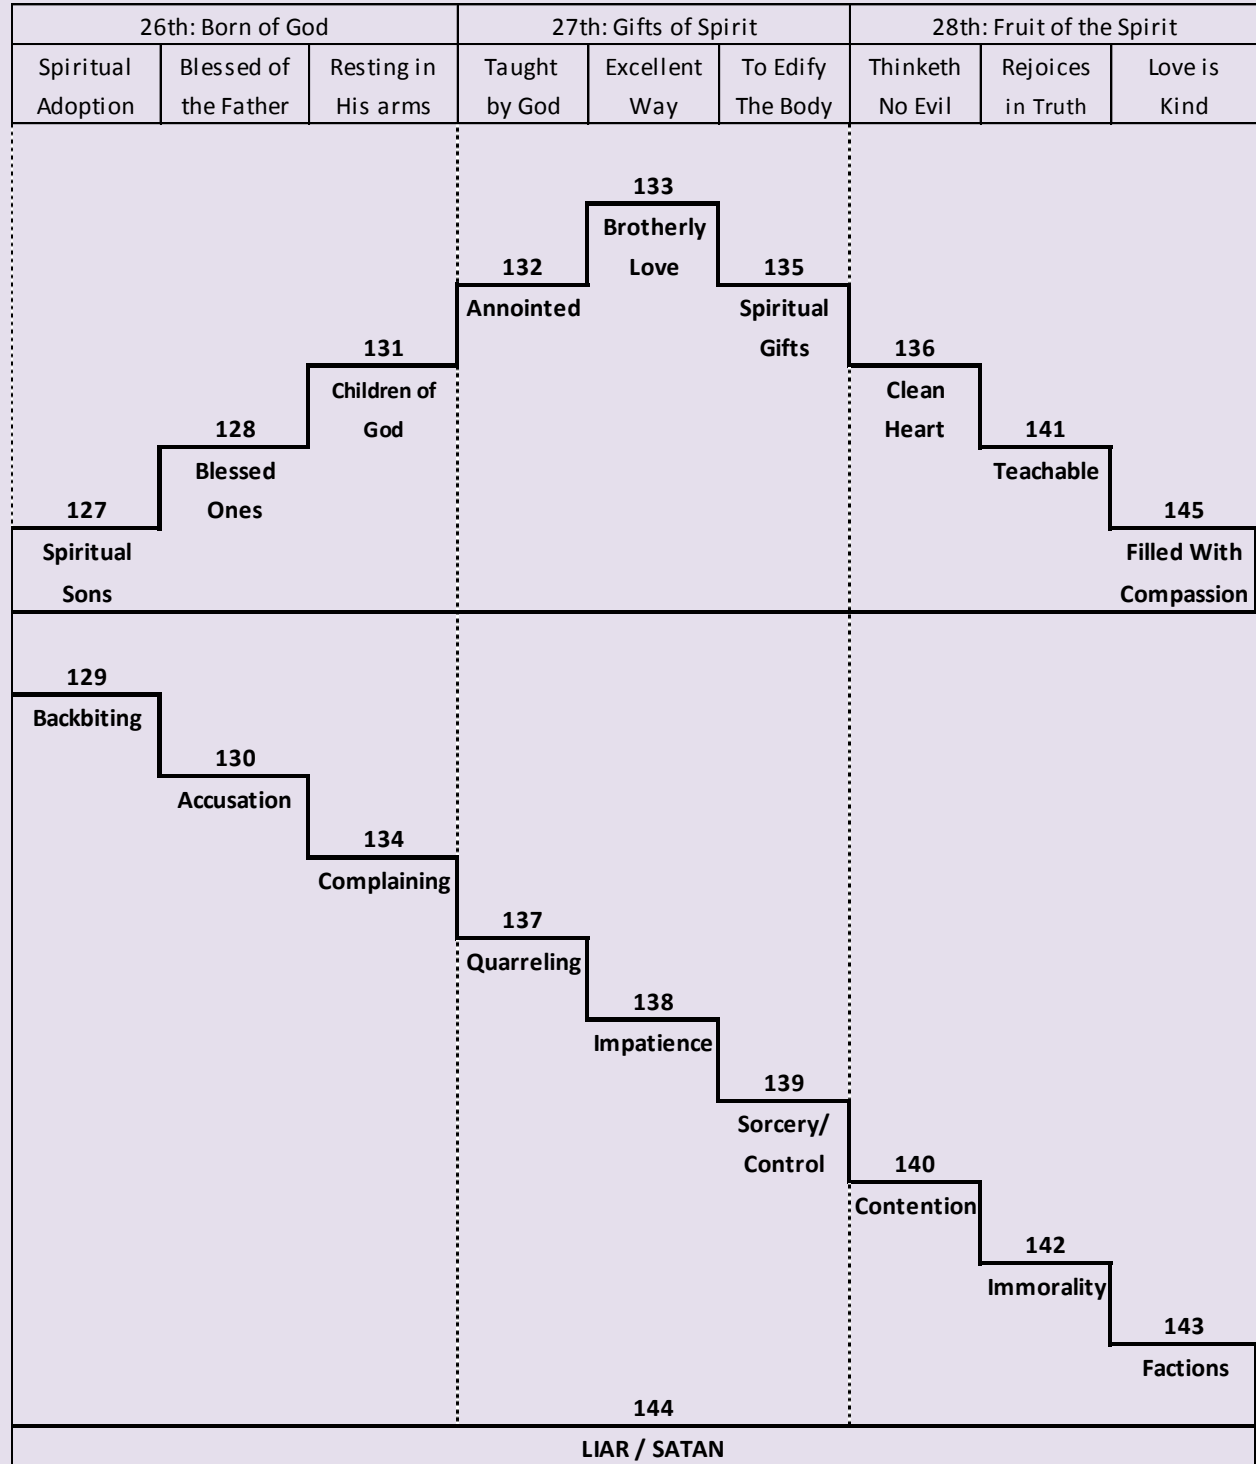 26th: Born of God
27th: Gifts of Spirit
28th: Fruit of the Spirit
Spiritual
Adoption
Blessed of
the Father
Resting in
His arms
Taught
by God
Excellent
Way
To Edify
The Body
Thinketh
No Evil
Rejoices
in Truth
Love is
Kind
133
Brotherly
Love
132
Annointed
135
Spiritual
Gifts
131
Children of
God
136
Clean
Heart
128
Blessed
Ones
141
Teachable
127
Spiritual
Sons
145
Filled With
Compassion
129
Backbiting
130
Accusation
134
Complaining
137
Quarreling
138
Impatience
139
Sorcery/
Control
140
Contention
142
Immorality
143
Factions
144
LIAR / SATAN